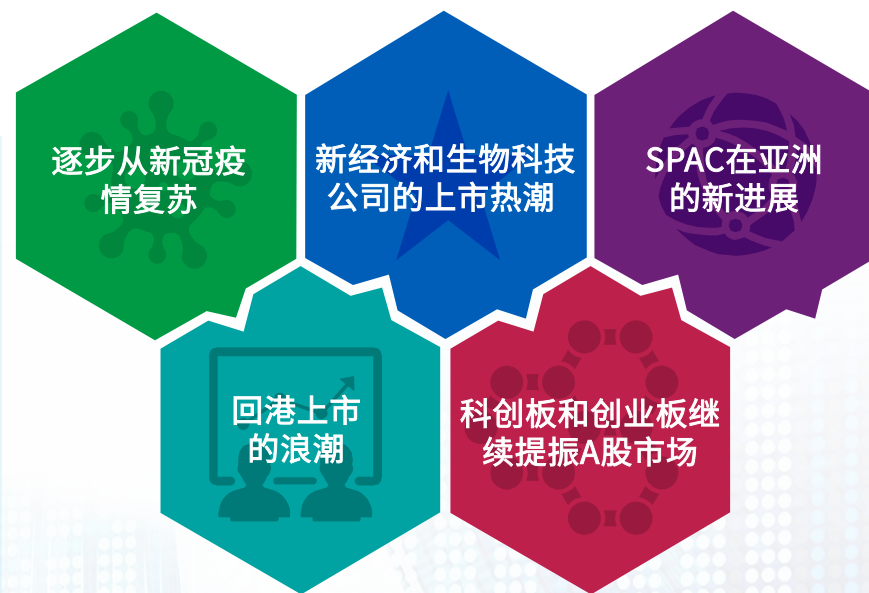 逐步从新冠疫
情复苏
新经济和生物科技
公司的上市热潮
SPAC在亚洲
的新进展
回港上市
的浪潮
科创板和创业板继
续提振A股市场